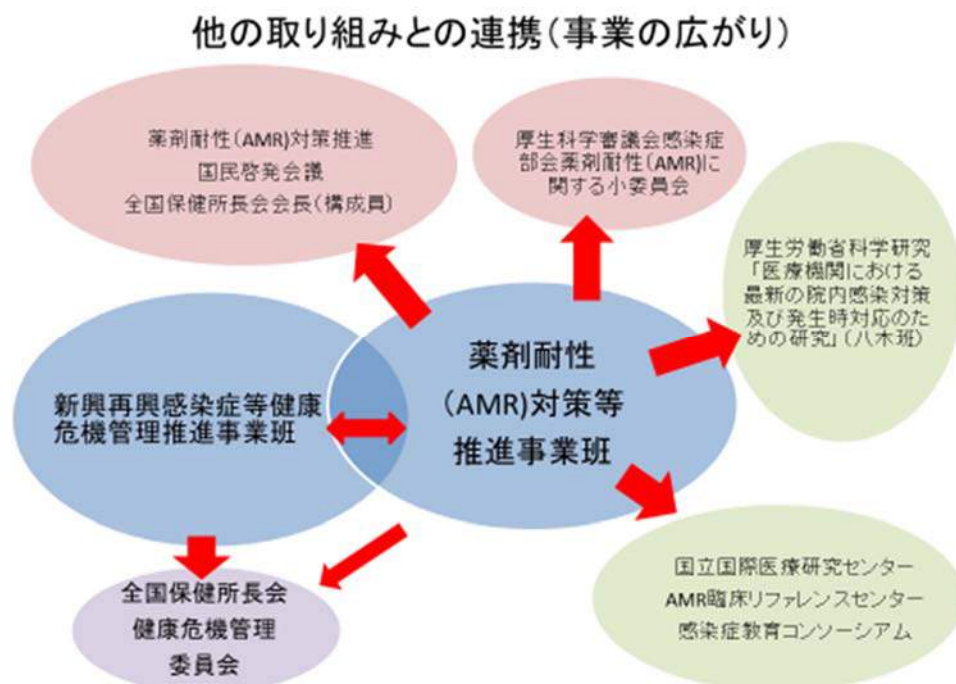 他の取り組みとの連携(事業の広がり)
薬剤耐性(AMR)対策推進
国民啓発会議
全国保健所長会会長(構成員)
厚生科学審議会感染症
部会薬剤耐性(AMR)に
関する小委員会
厚生労働省科学研究
「医療機関における
最新の院内感染対策
及び発生時対応のた
めの研究」(八木班)
新興再興感染症等健康
危機管理推進事業班
薬剤耐性
(AMR)対策等
推進事業班
全国保健所長会
健康危機管理
委員会
国立国際医療研究センター
AMR臨床リファレンスセンター
感染症教育コンソーシアム